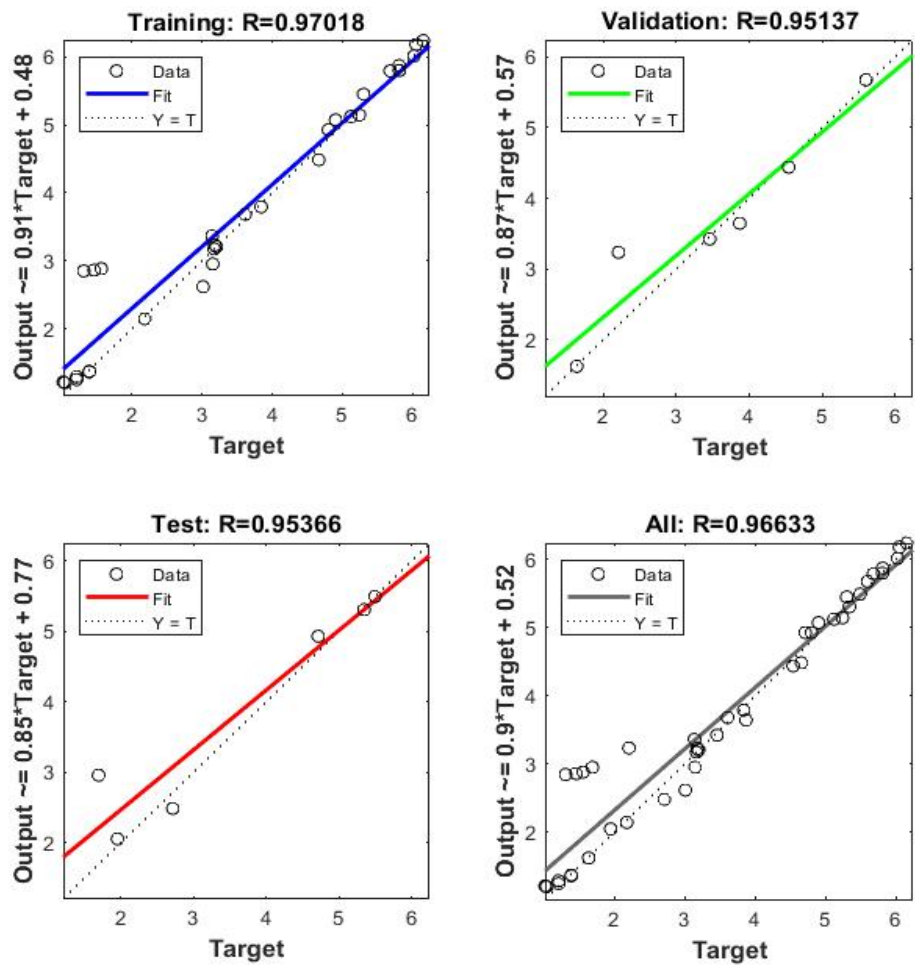 Training: R=0.97018
Output ~= 0.91*Target + 0.48
Data
Fit
Y = T
6
5
4
3
2
2 3 4 5 6
Target
Validation: R=0.95137
Output ~= 0.87*Target + 0.57
Data
Fit
Y = T
6
5
4
3
2
2 3 4 5 6
Target
Test: R=0.95366
Output ~= 0.85*Target + 0.77
Data
Fit
Y = T
6
5
4
3
2
2 3 4 5 6
Target
All: R=0.96633
Output ~= 0.9*Target + 0.52
Data
Fit
Y = T
6
5
4
3
2
2 3 4 5 6
Target